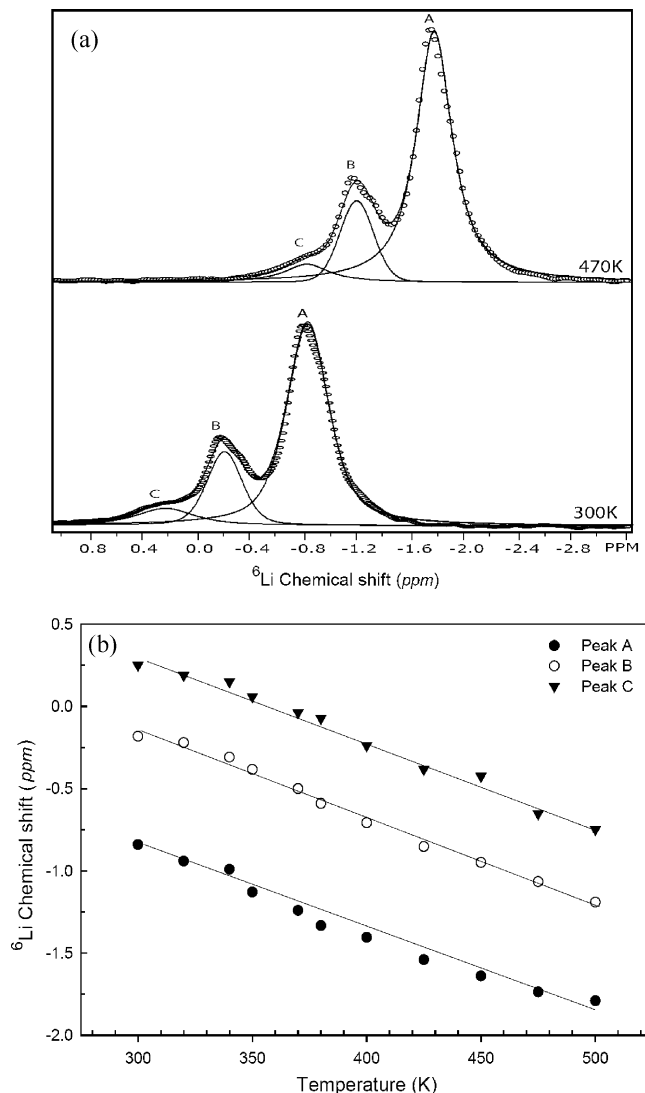 (a)
A
B
C
470K
A
B
C
300K
0.8 0.4 0.0 -0.4 -0.8 -1.2 -1.6 -2.0 -2.4 -2.8 PPM
⁶Li Chemical shift (ppm)
(b)
Peak A
Peak B
Peak C
0.5
0.0
-0.5
-1.0
-1.5
-2.0
⁶Li Chemical shift (ppm)
300 350 400 450 500
Temperature (K)